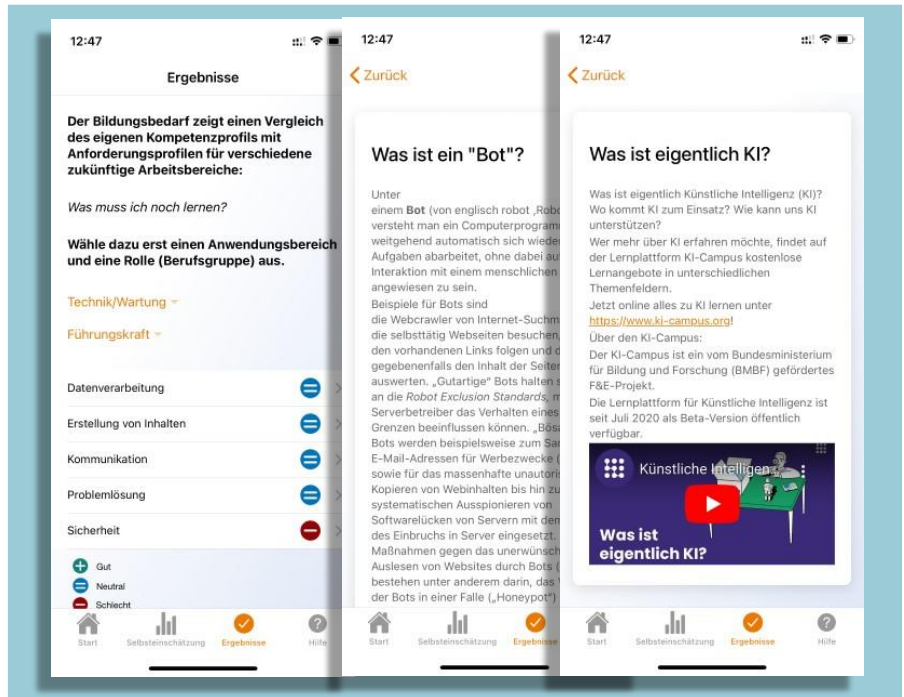 12:47
Ergebnisse
Der Bildungsbedarf zeigt einen Vergleich
des eigenen Kompetenzprofils mit
Anforderungsprofilen für verschiedene
zukünftige Arbeitsbereiche:
Was muss ich noch lernen?
Wähle dazu erst einen Anwendungsbereich
und eine Rolle (Berufsgruppe) aus.
Technik/Wartung
Führungskraft
Datenverarbeitung
Erstellung von Inhalten
Kommunikation
Problemlösung
Sicherheit
Gut
Neutral
Schlecht
Start Selbsteinschätzung Ergebnisse Hilfe
12:47
Zurück
Was ist ein "Bot"?
Unter
einem Bot (von englisch robot
versteht man ein
weitgehend automatisch sich
Aufgaben abarbeitet, ohne dabei
Interaktion mit einem menschlichen
angewiesen zu sein.
Beispiele für Bots sind
die Webcrawler von
die selbsttätig Webseiten besuchen,
den vorhandenen Links folgen und
gegebenenfalls den Inhalt der
auswerten. „Gutartige" Bots halten
an die Robot Exclusion Standards,
Serverbetreiber das Verhalten eines
Grenzen beeinflussen können.
Bots werden beispielsweise zum
E-Mail-Adressen für Werbezwecke
sowie für das massenhafte
Kopieren von Webinhalten bis hin
systematischen Ausspionieren von
Softwarelücken von Servern mit
des Einbruchs in Server eingesetzt.
Maßnahmen gegen das
Auslesen von Websites durch Bots
bestehen unter anderem darin, das
der Bots in einer Falle („Honeypot")
Start Selbsteinschätzung Ergebnisse
12:47
Zurück
Was ist eigentlich KI?
Was ist eigentlich Künstliche Intelligenz (KI)?
Wo kommt KI zum Einsatz? Wie kann uns KI
unterstützen?
Wer mehr über KI erfahren möchte, findet auf
der Lernplattform KI-Campus kostenlose
Lernangebote in unterschiedlichen
Themenfeldern.
Jetzt online alles zu KI lernen unter
https://www.ki-campus.org!
Über den KI-Campus:
Der KI-Campus ist ein vom Bundesministerium
für Bildung und Forschung (BMBF) gefördertes
F&E-Projekt.
Die Lernplattform für Künstliche Intelligenz ist
seit Juli 2020 als Beta-Version öffentlich
verfügbar.
Künstliche Intelligen
Was ist
eigentlich KI?
Start Selbsteinschätzung Ergebnisse Hilfe